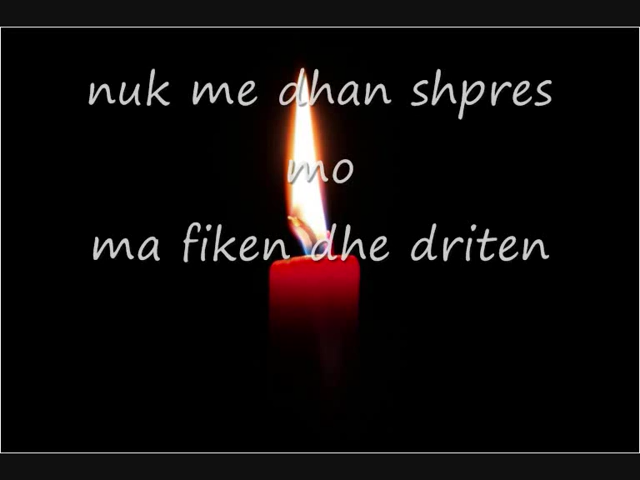 nuk me dhan shpres
mo
ma fiken dhe driten